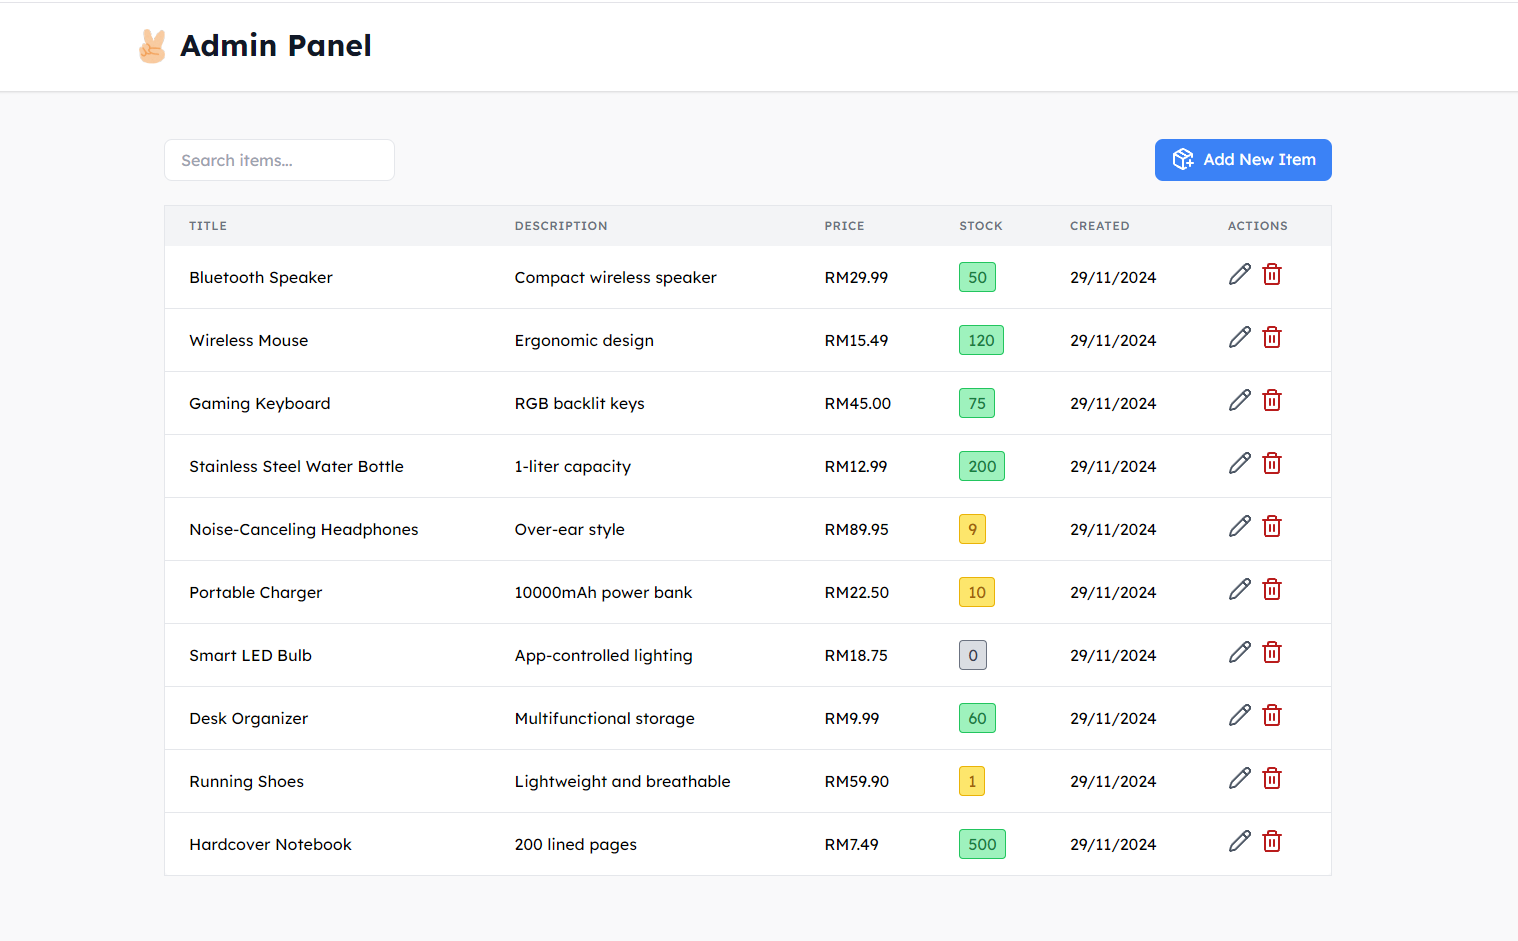 Admin Panel
Search items...
Add New Item
TITLE DESCRIPTION PRICE STOCK CREATED ACTIONS
Bluetooth Speaker Compact wireless speaker RM29.99 50 29/11/2024
Wireless Mouse Ergonomic design RM15.49 120 29/11/2024
Gaming Keyboard RGB backlit keys RM45.00 75 29/11/2024
Stainless Steel Water Bottle 1-liter capacity RM12.99 200 29/11/2024
Noise-Canceling Headphones Over-ear style RM89.95 9 29/11/2024
Portable Charger 10000mAh power bank RM22.50 10 29/11/2024
Smart LED Bulb App-controlled lighting RM18.75 0 29/11/2024
Desk Organizer Multifunctional storage RM9.99 60 29/11/2024
Running Shoes Lightweight and breathable RM59.90 1 29/11/2024
Hardcover Notebook 200 lined pages RM7.49 500 29/11/2024